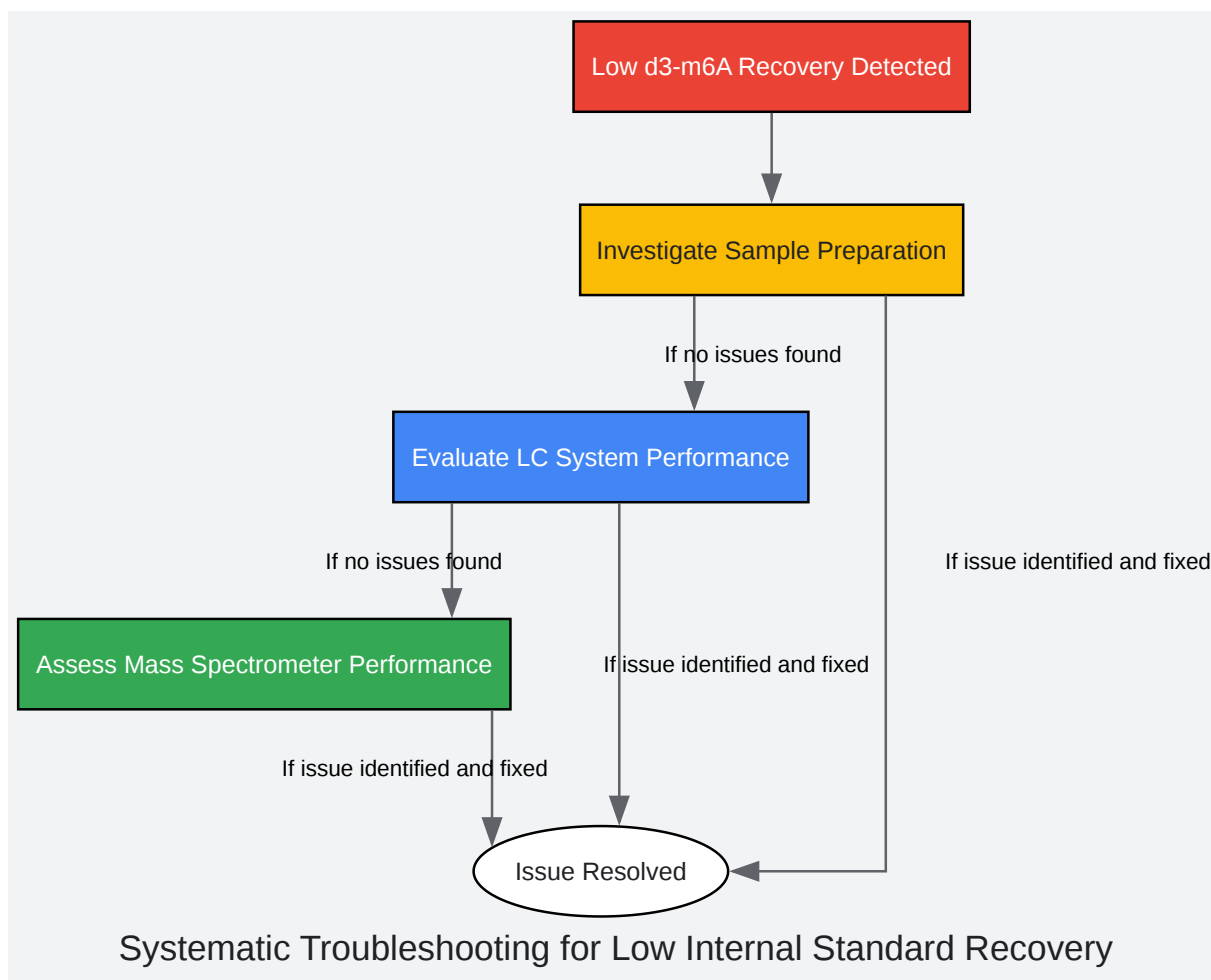 Low d3-m6A Recovery Detected
Investigate Sample Preparation
If no issues found
Evaluate LC System Performance
If no issues found
If issue identified and fixed
Assess Mass Spectrometer Performance
If issue identified and fixed
If issue identified and fixed
Issue Resolved
Systematic Troubleshooting for Low Internal Standard Recovery